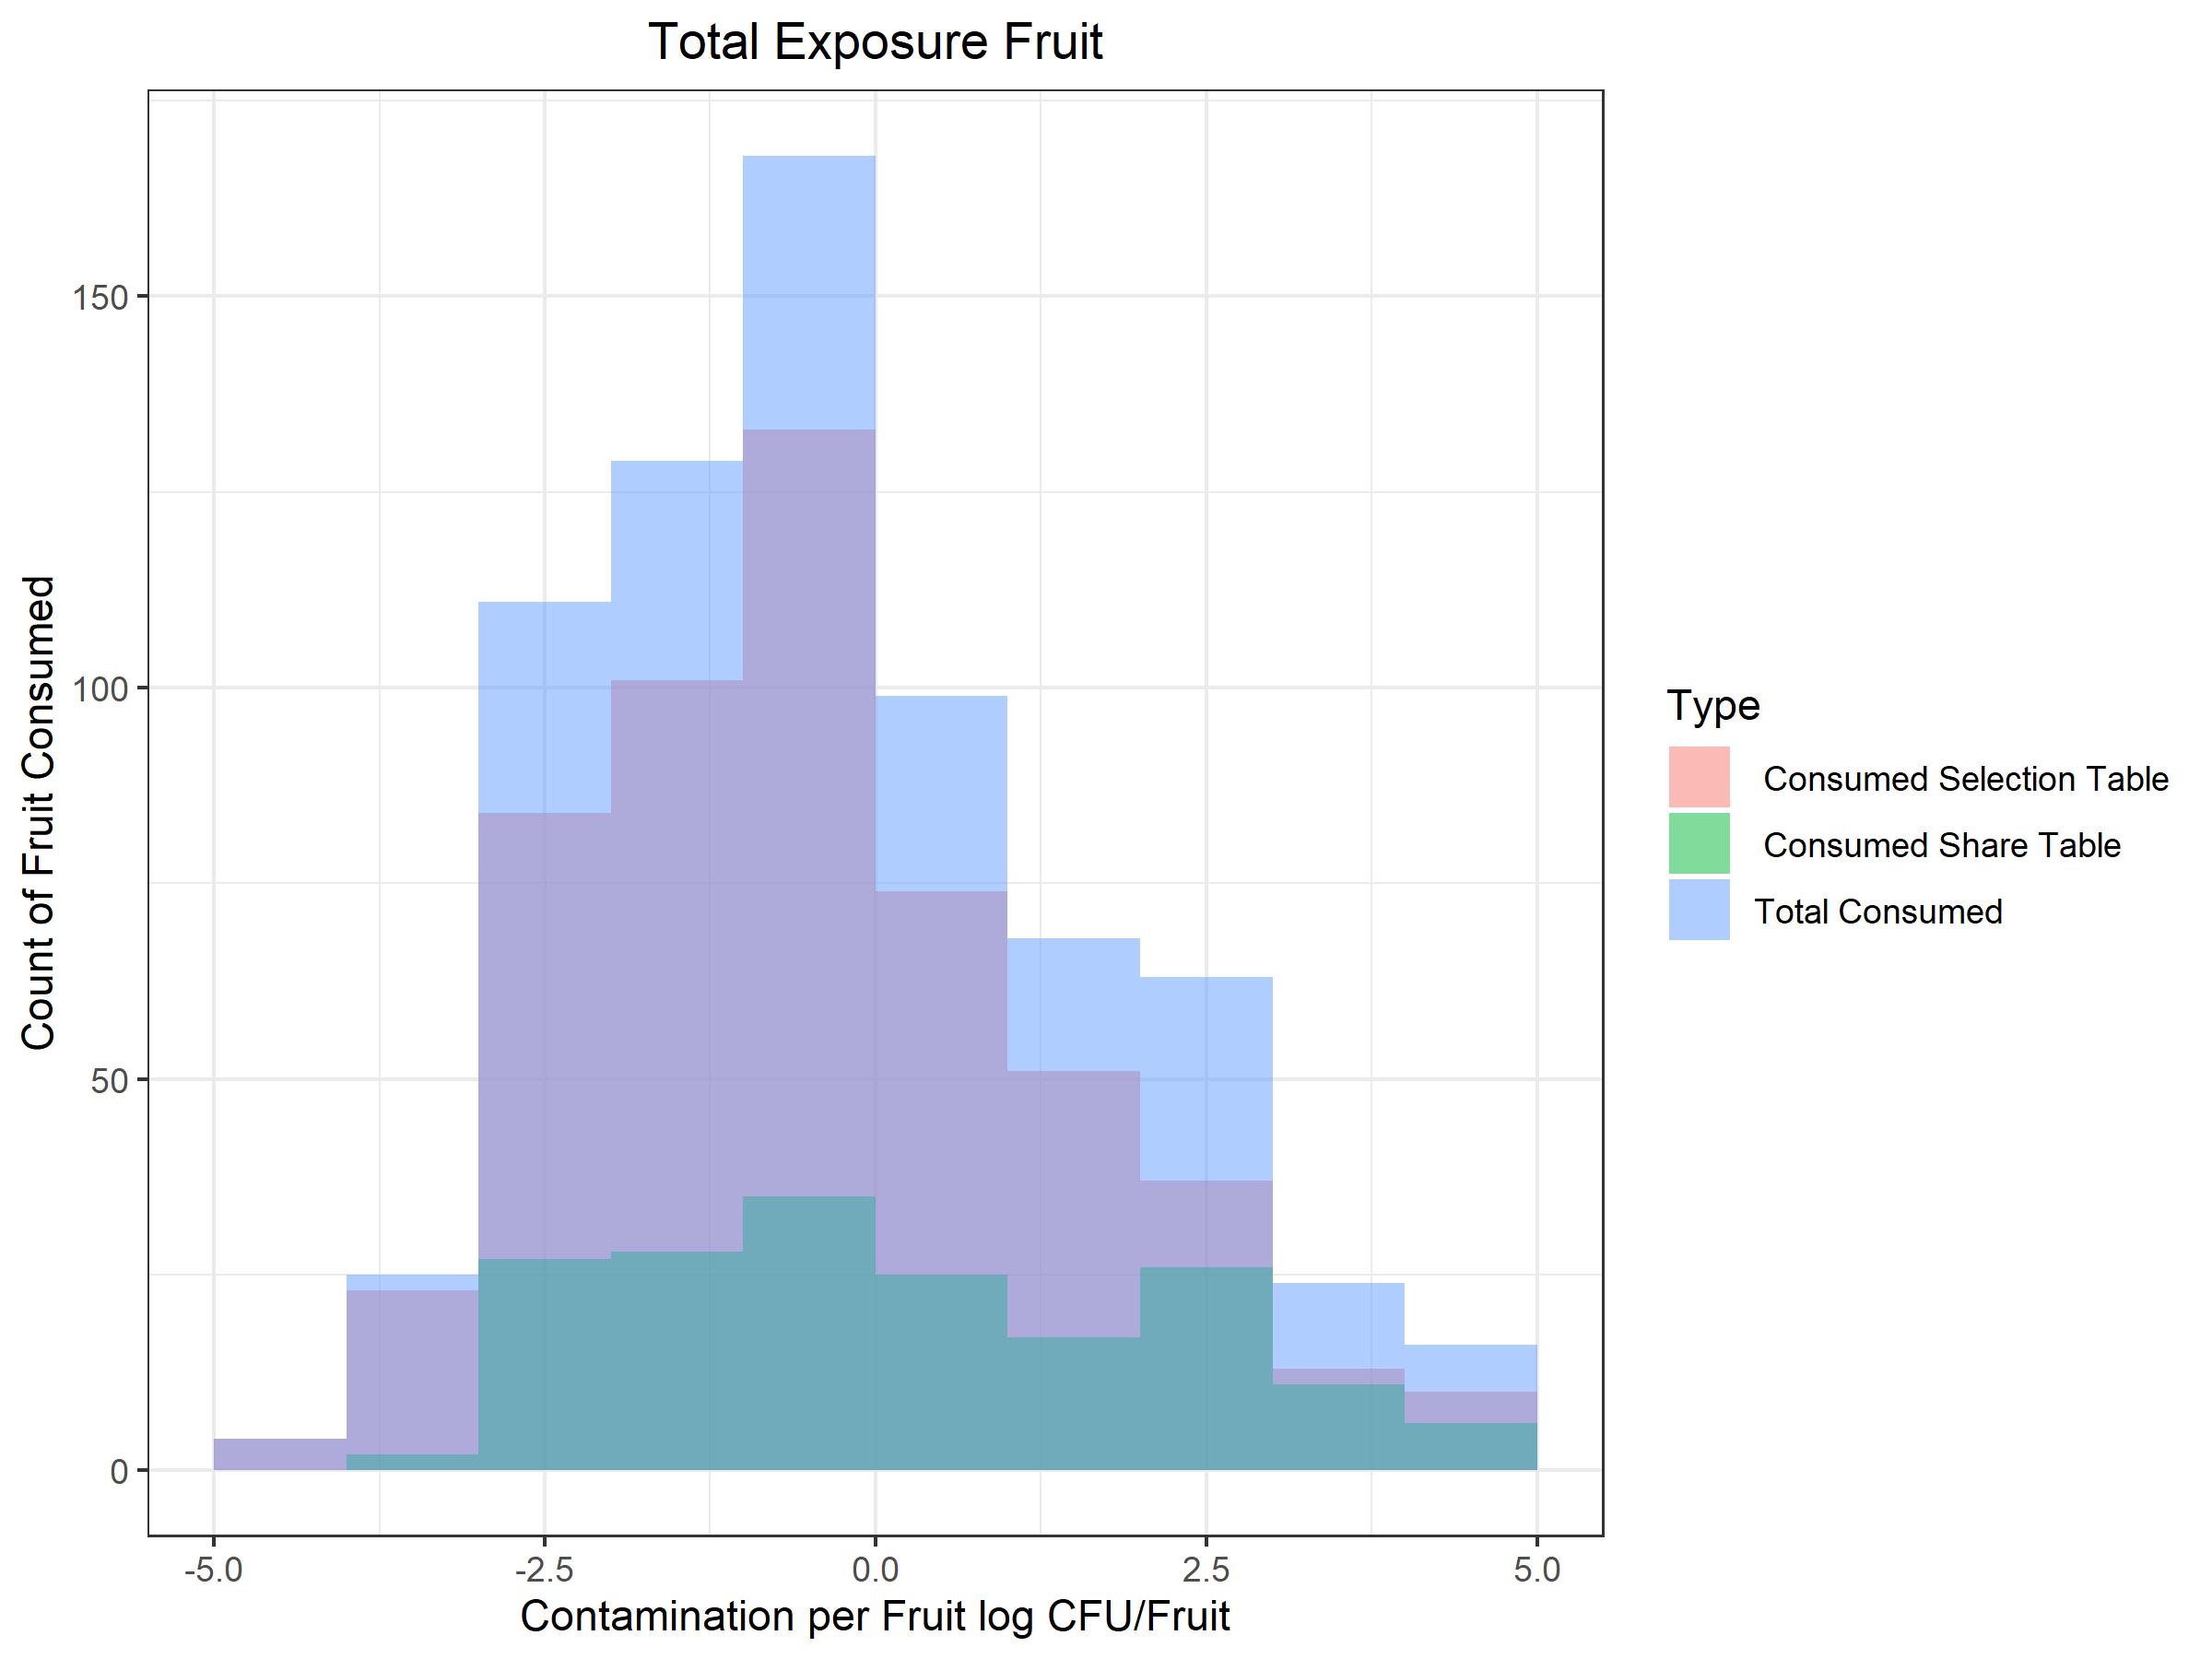 Total Exposure Fruit
Count of Fruit Consumed
150
100
50
0
-5.0
-2.5
0.0
2.5
5.0
Contamination per Fruit log CFU/Fruit
Type
Consumed Selection Table
Consumed Share Table
Total Consumed